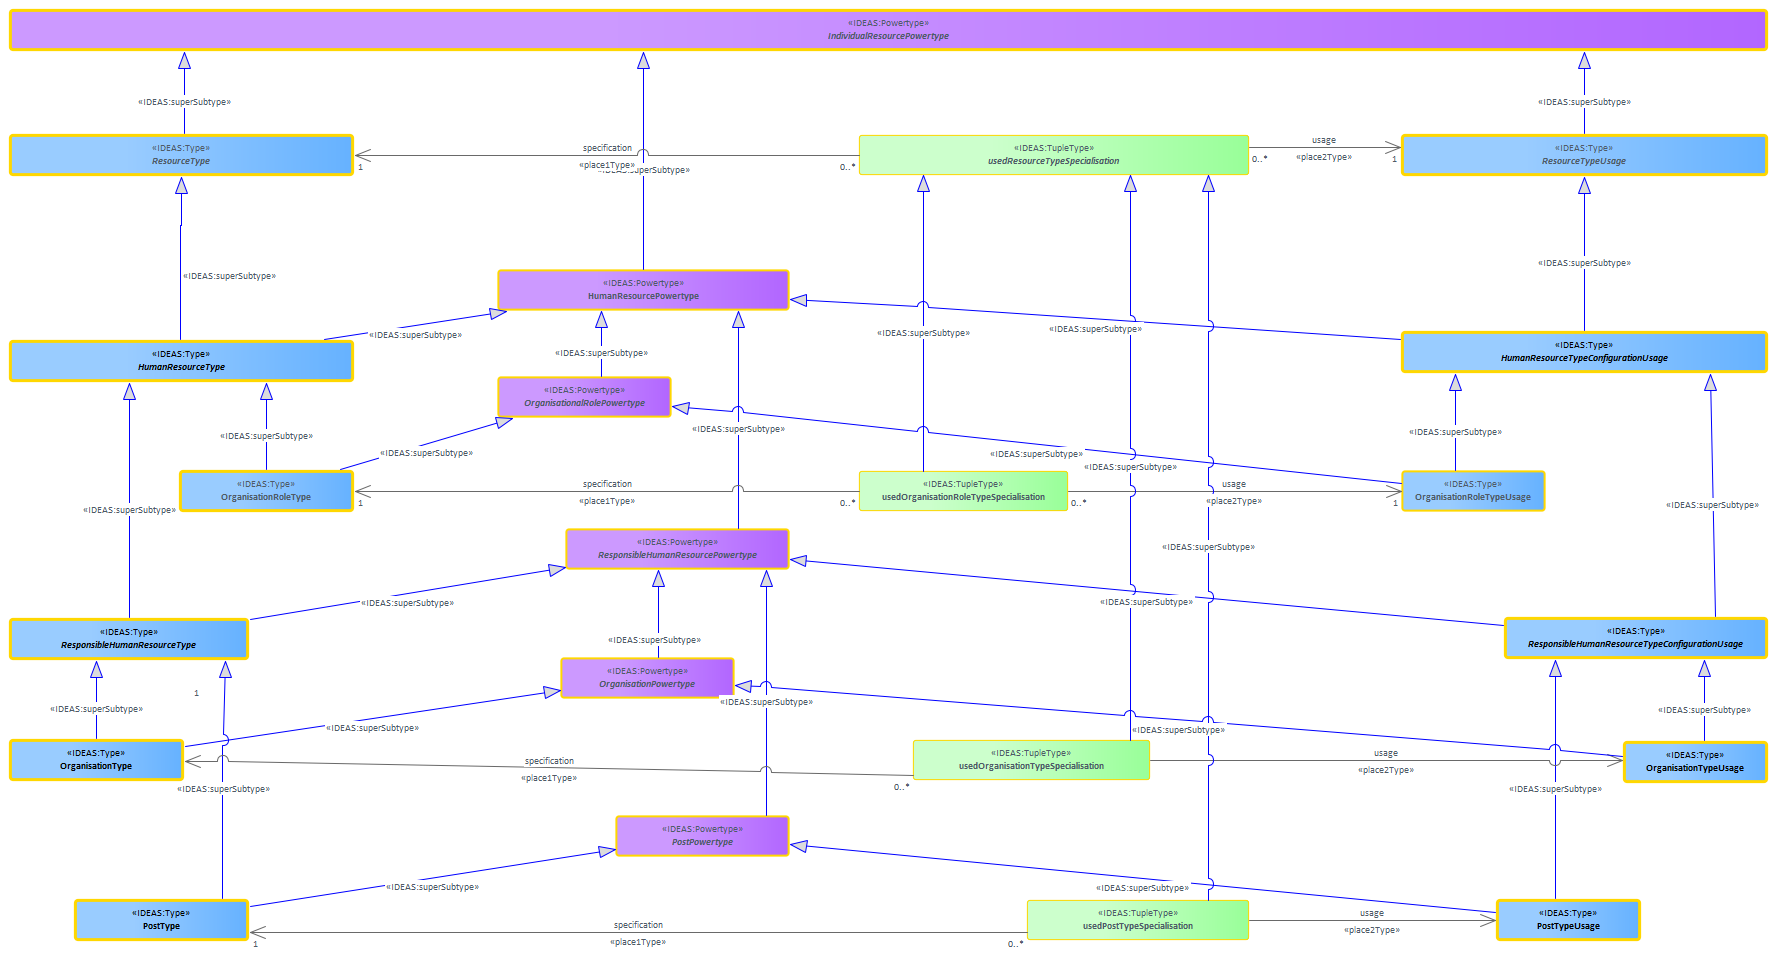 «IDEAS:Powertype»
IndividualResourcePowertype
«IDEAS:superSubtype»
«IDEAS:superSubtype»
«IDEAS:Type»
ResourceType
specification
«place1Type»
1
0..*
«IDEAS:superSubtype»
«IDEAS:TupleType»
usedResourceTypeSpecialisation
usage
«place2Type»
0..*
1
«IDEAS:Type»
ResourceTypeUsage
«IDEAS:superSubtype»
«IDEAS:superSubtype»
«IDEAS:Powertype»
HumanResourcePowertype
«IDEAS:superSubtype»
«IDEAS:superSubtype»
«IDEAS:superSubtype»
«IDEAS:superSubtype»
«IDEAS:Type»
HumanResourceType
«IDEAS:Type»
HumanResourceTypeConfigurationUsage
«IDEAS:Powertype»
OrganisationalRolePowertype
«IDEAS:superSubtype»
«IDEAS:superSubtype»
«IDEAS:superSubtype»
«IDEAS:superSubtype»
«IDEAS:superSubtype»
«IDEAS:superSubtype»
«IDEAS:superSubtype»
«IDEAS:Type»
OrganisationRoleType
specification
«place1Type»
1
0..*
«IDEAS:TupleType»
usedOrganisationRoleTypeSpecialisation
usage
«place2Type»
0..*
1
«IDEAS:Type»
OrganisationRoleTypeUsage
«IDEAS:superSubtype»
«IDEAS:superSubtype»
«IDEAS:superSubtype»
«IDEAS:Powertype»
ResponsibleHumanResourcePowertype
«IDEAS:superSubtype»
«IDEAS:superSubtype»
«IDEAS:superSubtype»
«IDEAS:Type»
ResponsibleHumanResourceType
«IDEAS:Type»
ResponsibleHumanResourceTypeConfigurationUsage
«IDEAS:Powertype»
OrganisationPowertype
1
«IDEAS:superSubtype»
«IDEAS:superSubtype»
«IDEAS:superSubtype»
«IDEAS:superSubtype»
«IDEAS:superSubtype»
«IDEAS:Type»
OrganisationType
specification
«place1Type»
0..*
«IDEAS:TupleType»
usedOrganisationTypeSpecialisation
usage
«place2Type»
«IDEAS:Type»
OrganisationTypeUsage
«IDEAS:superSubtype»
«IDEAS:superSubtype»
«IDEAS:Powertype»
PostPowertype
«IDEAS:superSubtype»
«IDEAS:superSubtype»
«IDEAS:Type»
PostType
specification
«place1Type»
1
0..*
«IDEAS:TupleType»
usedPostTypeSpecialisation
usage
«place2Type»
«IDEAS:Type»
PostTypeUsage